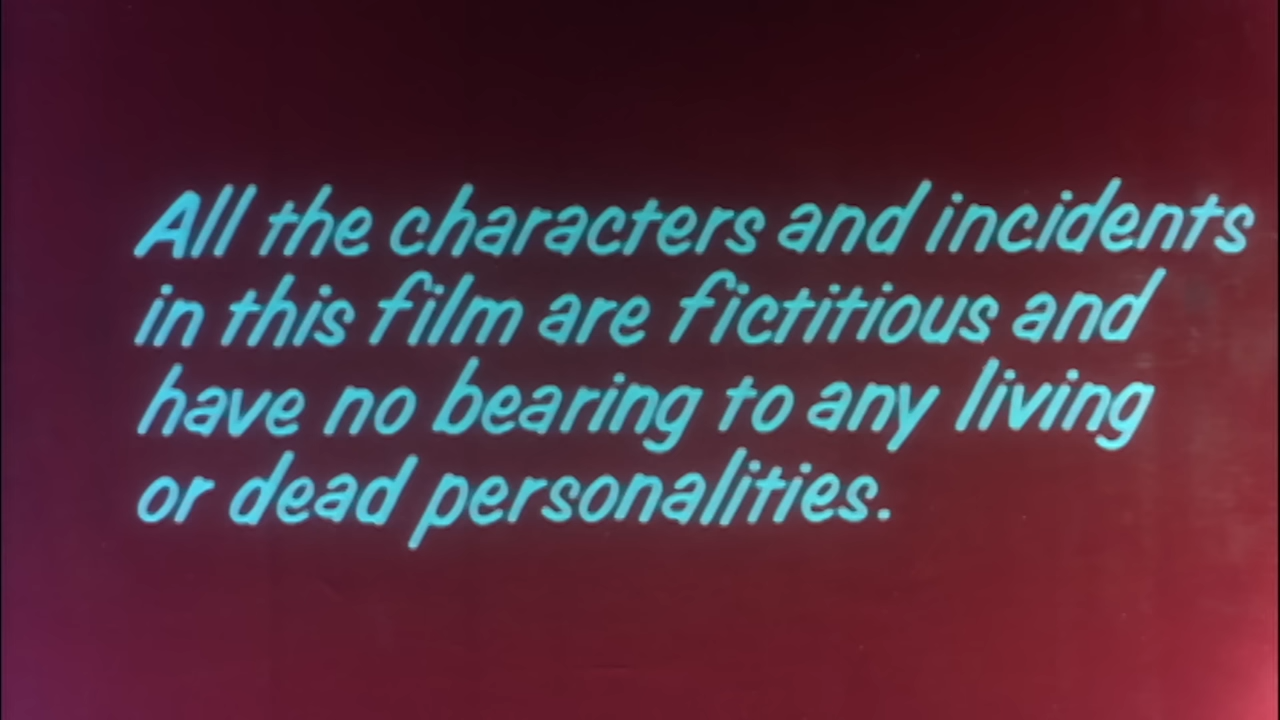 All the characters and incidents
in this film are fictitious and
have no bearing to any living
or dead personalities.